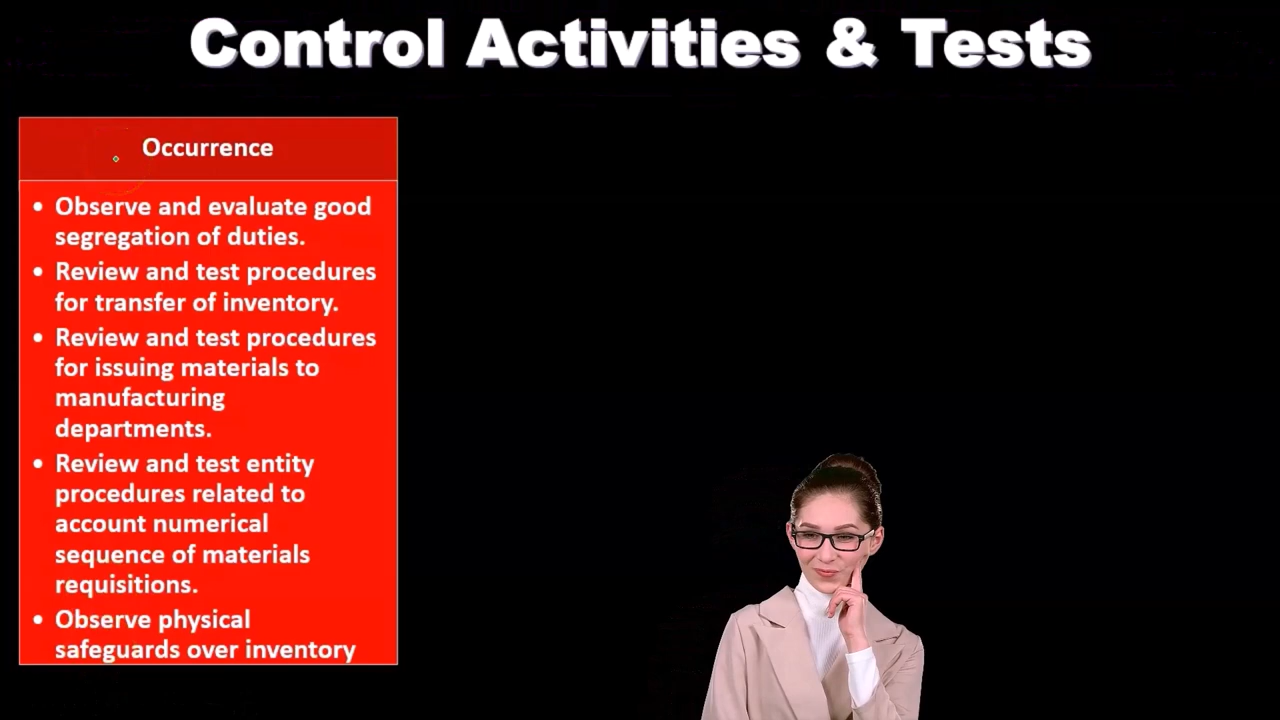 Control Activities & Tests
Occurrence
• Observe and evaluate good
segregation of duties.
• Review and test procedures
for transfer of inventory.
• Review and test procedures
for issuing materials to
manufacturing
departments.
• Review and test entity
procedures related to
account numerical
sequence of materials
requisitions.
• Observe physical
safeguards over inventory